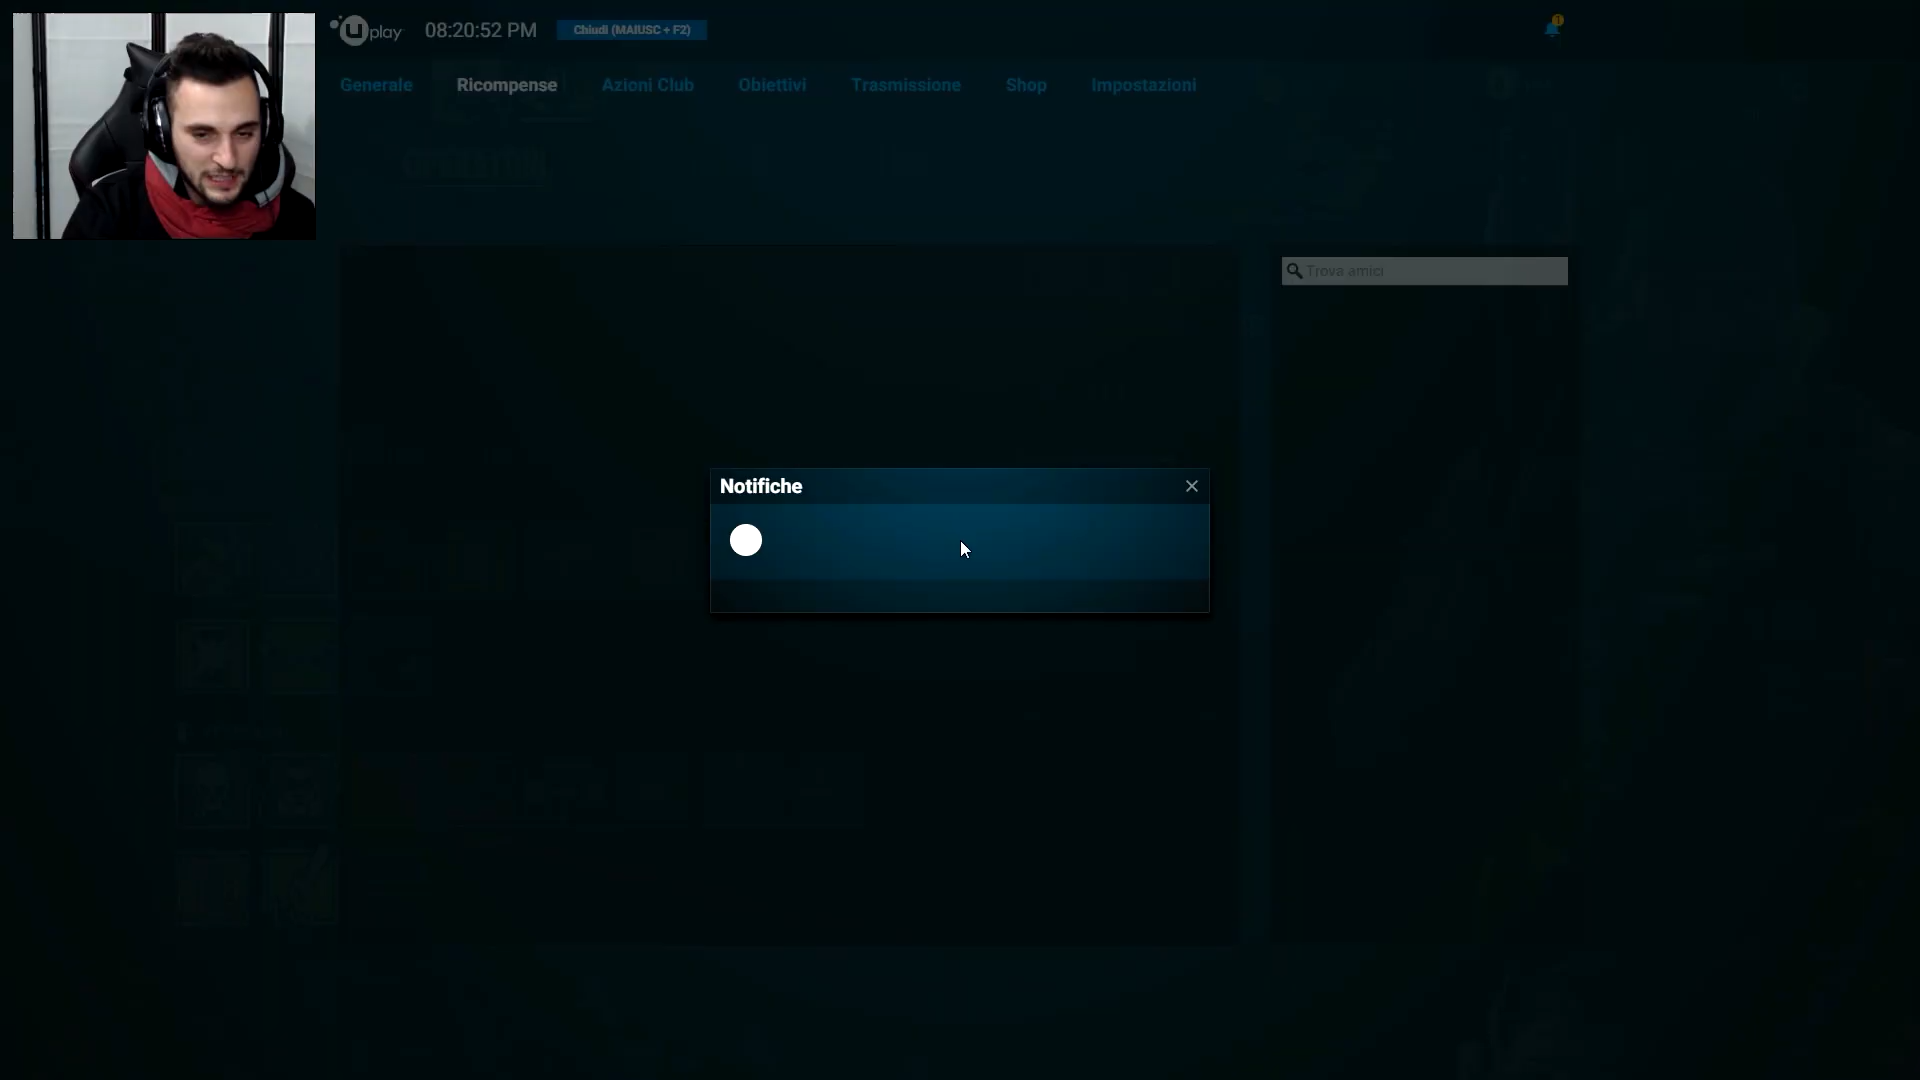 Uplay 08:20:52 PM Chiudi (MAIUSC + F2) 1
Generale Ricompense Azioni Club Obiettivi Trasmissione Shop Impostazioni
Trova amici
Notifiche